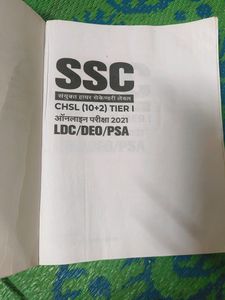 SSC
संयुक्त हायर सेकेण्डरी लेवल
CHSL (10+2) TIER I
ऑनलाइन परीक्षा 2021
LDC/DEO/PSA